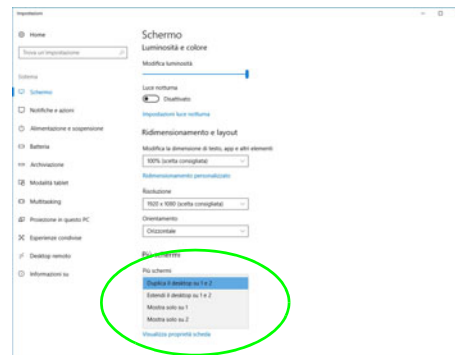 Impostazioni
Home
Trova un'impostazione
Sistema
Schermo
Notifiche e azioni
Alimentazione e sospensione
Batteria
Archiviazione
Modalità tablet
Multitasking
Proiezione in questo PC
Esperienze condivise
Desktop remoto
Informazioni su
Schermo
Luminosità e colore
Modifica luminosità
Luce notturna
Disattivato
Impostazioni luce notturna
Ridimensionamento e layout
Modifica la dimensione di testo, app e altri elementi
100% (scelta consigliata)
Ridimensionamento personalizzato
Risoluzione
1920 x 1080 (scelta consigliata)
Orientamento
Orizzontale
Più schermi
Più schermi
Duplica il desktop su 1 e 2
Estendi il desktop su 1 e 2
Mostra solo su 1
Mostra solo su 2
Visualizza proprietà scheda